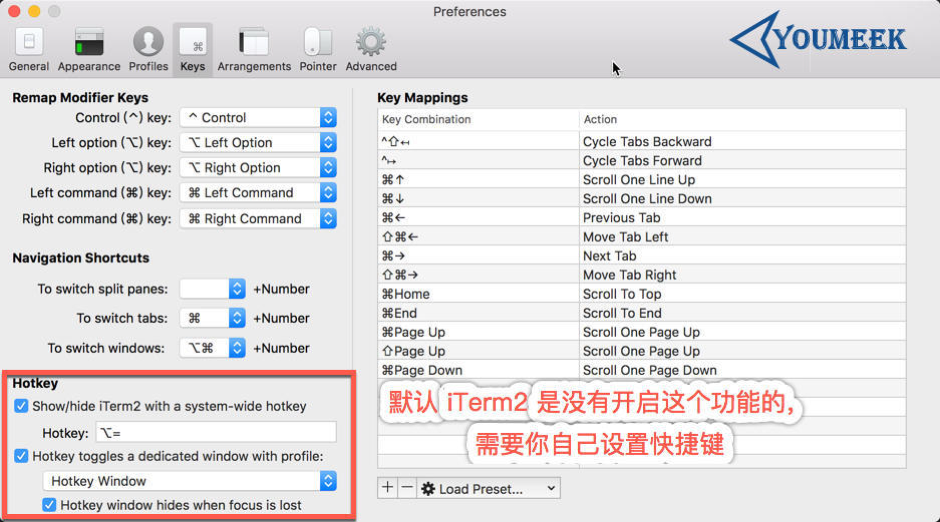 Preferences
General Appearance Profiles Keys Arrangements Pointer Advanced
YOUMEEK
Remap Modifier Keys
Control (^) key: ^ Control
Left option (⌥) key: ⌥ Left Option
Right option (⌥) key: ⌥ Right Option
Left command (⌘) key: ⌘ Left Command
Right command (⌘) key: ⌘ Right Command
Navigation Shortcuts
To switch split panes: +Number
To switch tabs: ⌘ +Number
To switch windows: ⌥⌘ +Number
Hotkey
Show/hide iTerm2 with a system-wide hotkey
Hotkey: ⌥=
Hotkey toggles a dedicated window with profile:
Hotkey Window
Hotkey window hides when focus is lost
Key Mappings
Key Combination Action
^⇧↤ Cycle Tabs Backward
^↦ Cycle Tabs Forward
⌘↑ Scroll One Line Up
⌘↓ Scroll One Line Down
⌘← Previous Tab
⇧⌘← Move Tab Left
⌘→ Next Tab
⇧⌘→ Move Tab Right
⌘Home Scroll To Top
⌘End Scroll To End
⌘Page Up Scroll One Page Up
⇧Page Up Scroll One Page Up
⌘Page Down Scroll One Page Down
默认 iTerm2 是没有开启这个功能的,
需要你自己设置快捷键
+ − Load Preset...